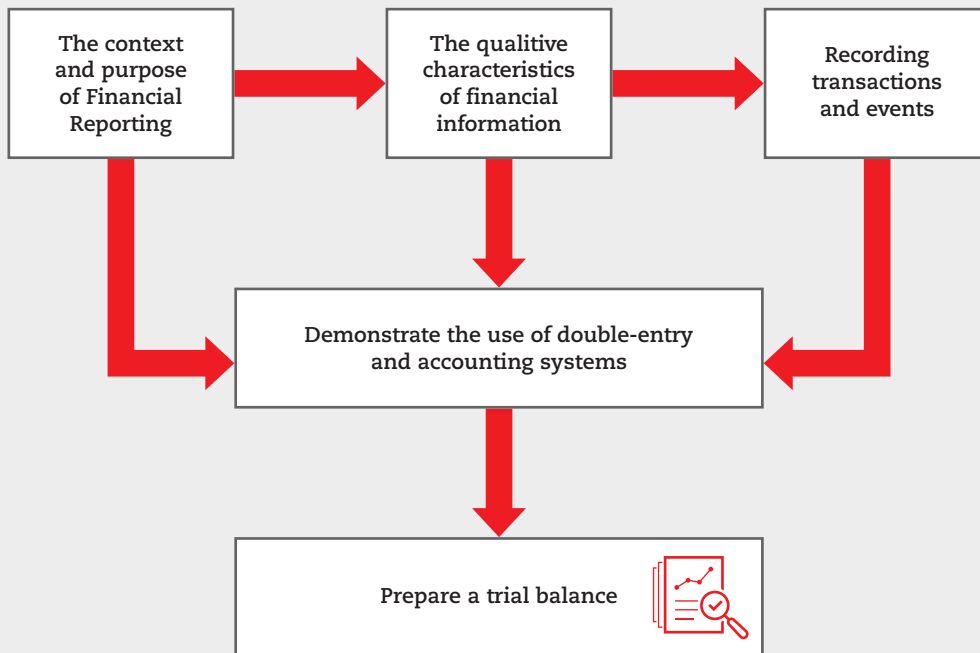 The context
and purpose
of Financial
Reporting
The qualitive
characteristics
of financial
information
Recording
transactions
and events
Demonstrate the use of double-entry
and accounting systems
Prepare a trial balance